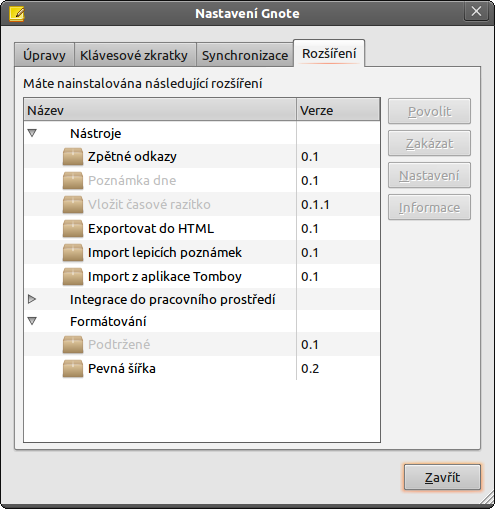 Nastavení Gnote
Úpravy Klávesové zkratky Synchronizace Rozšíření
Máte nainstalována následující rozšíření
Název Verze
Nástroje
Zpětné odkazy 0.1
Poznámka dne 0.1
Vložit časové razítko 0.1.1
Exportovat do HTML 0.1
Import lepicích poznámek 0.1
Import z aplikace Tomboy 0.1
Integrace do pracovního prostředí
Formátování
Podtržené 0.1
Pevná šířka 0.2
Povolit
Zakázat
Nastavení
Informace
Zavřít